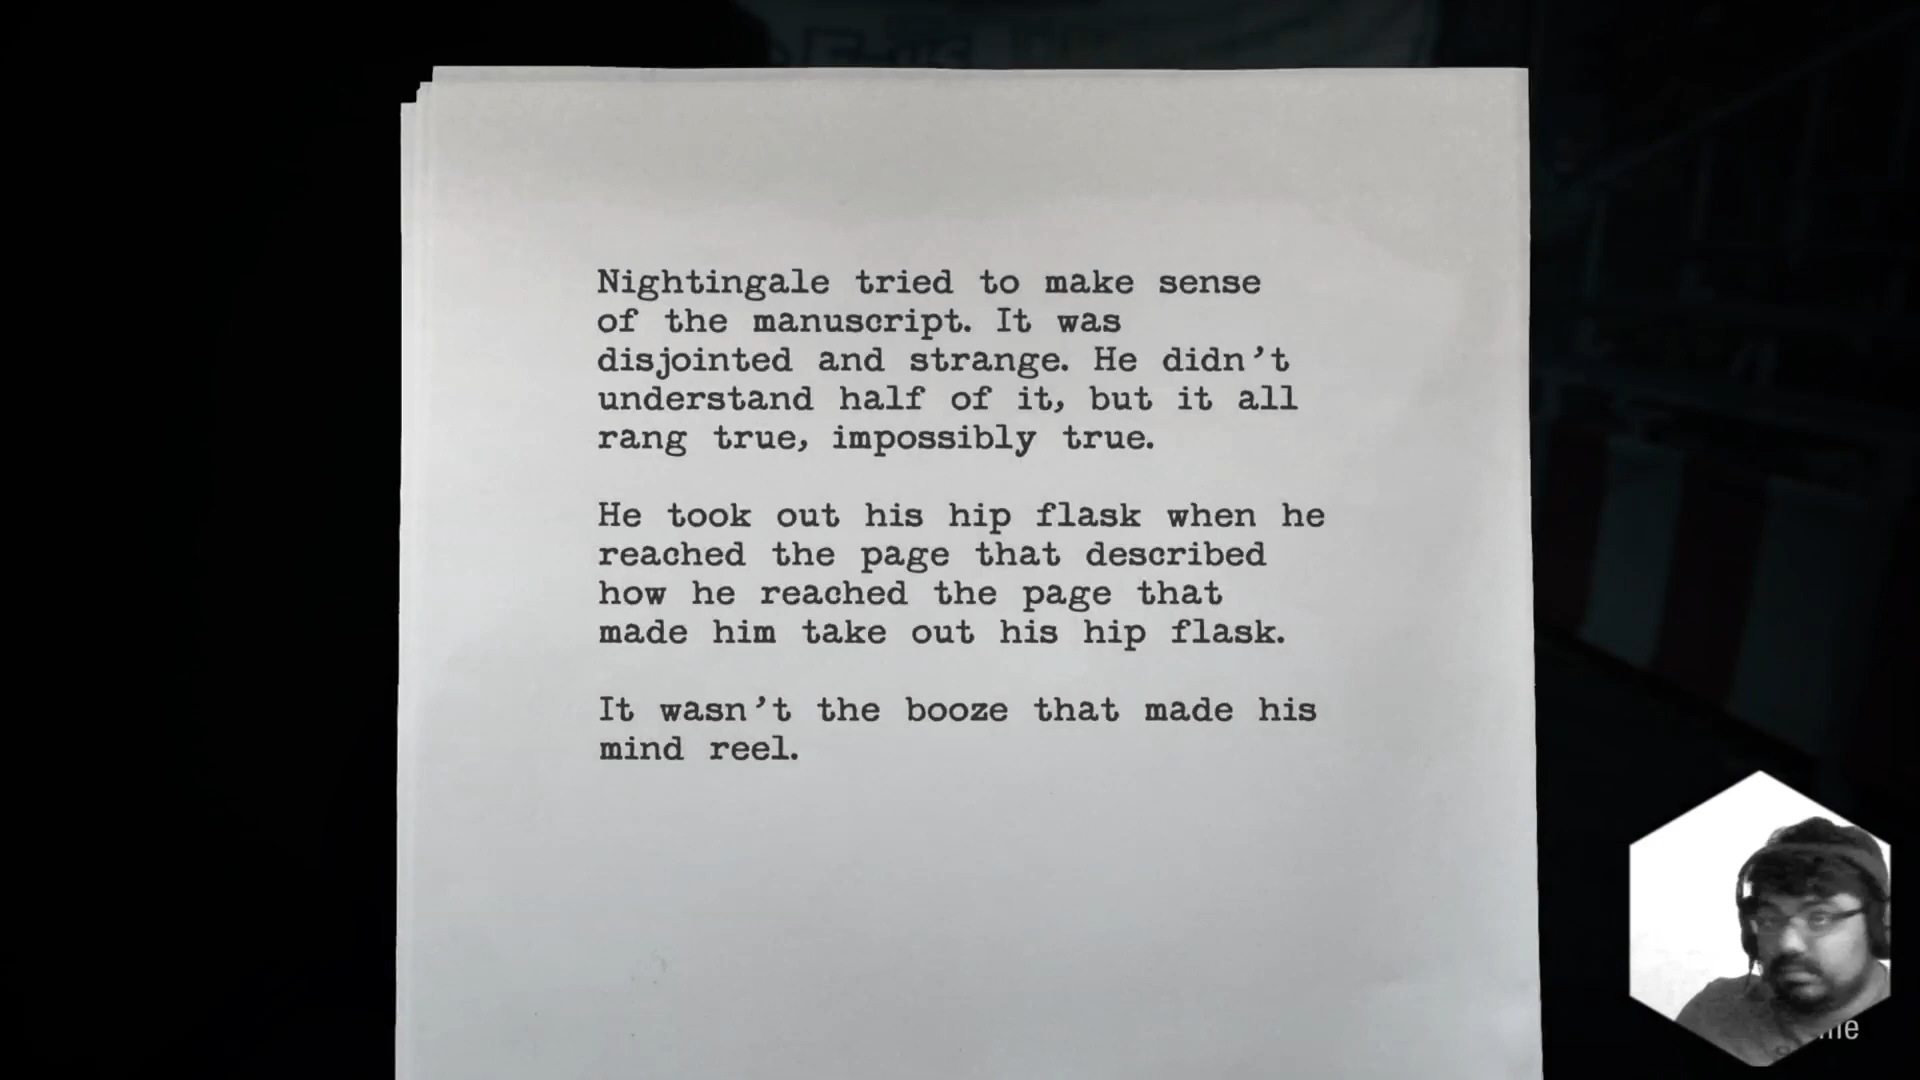 Nightingale tried to make sense
of the manuscript. It was
disjointed and strange. He didn't
understand half of it, but it all
rang true, impossibly true.
He took out his hip flask when he
reached the page that described
how he reached the page that
made him take out his hip flask.
It wasn't the booze that made his
mind reel.